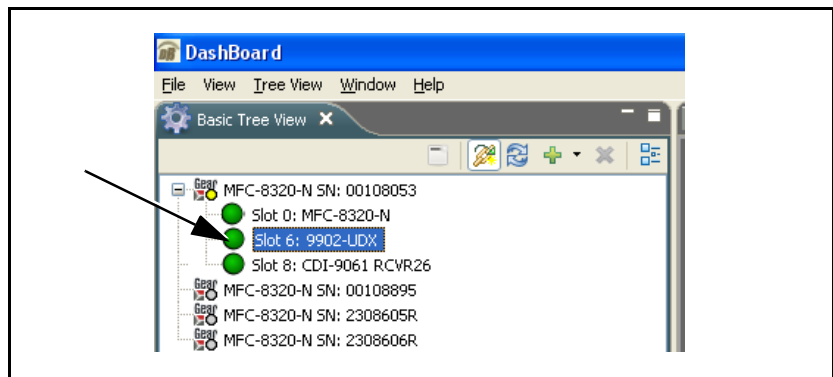 DashBoard
File View Tree View Window Help
Basic Tree View
Gear MFC-8320-N SN: 00108053
Slot 0: MFC-8320-N
Slot 6: 9902-UDX
Slot 8: CDI-9061 RCVR26
Gear MFC-8320-N SN: 00108895
Gear MFC-8320-N SN: 2308605R
Gear MFC-8320-N SN: 2308606R